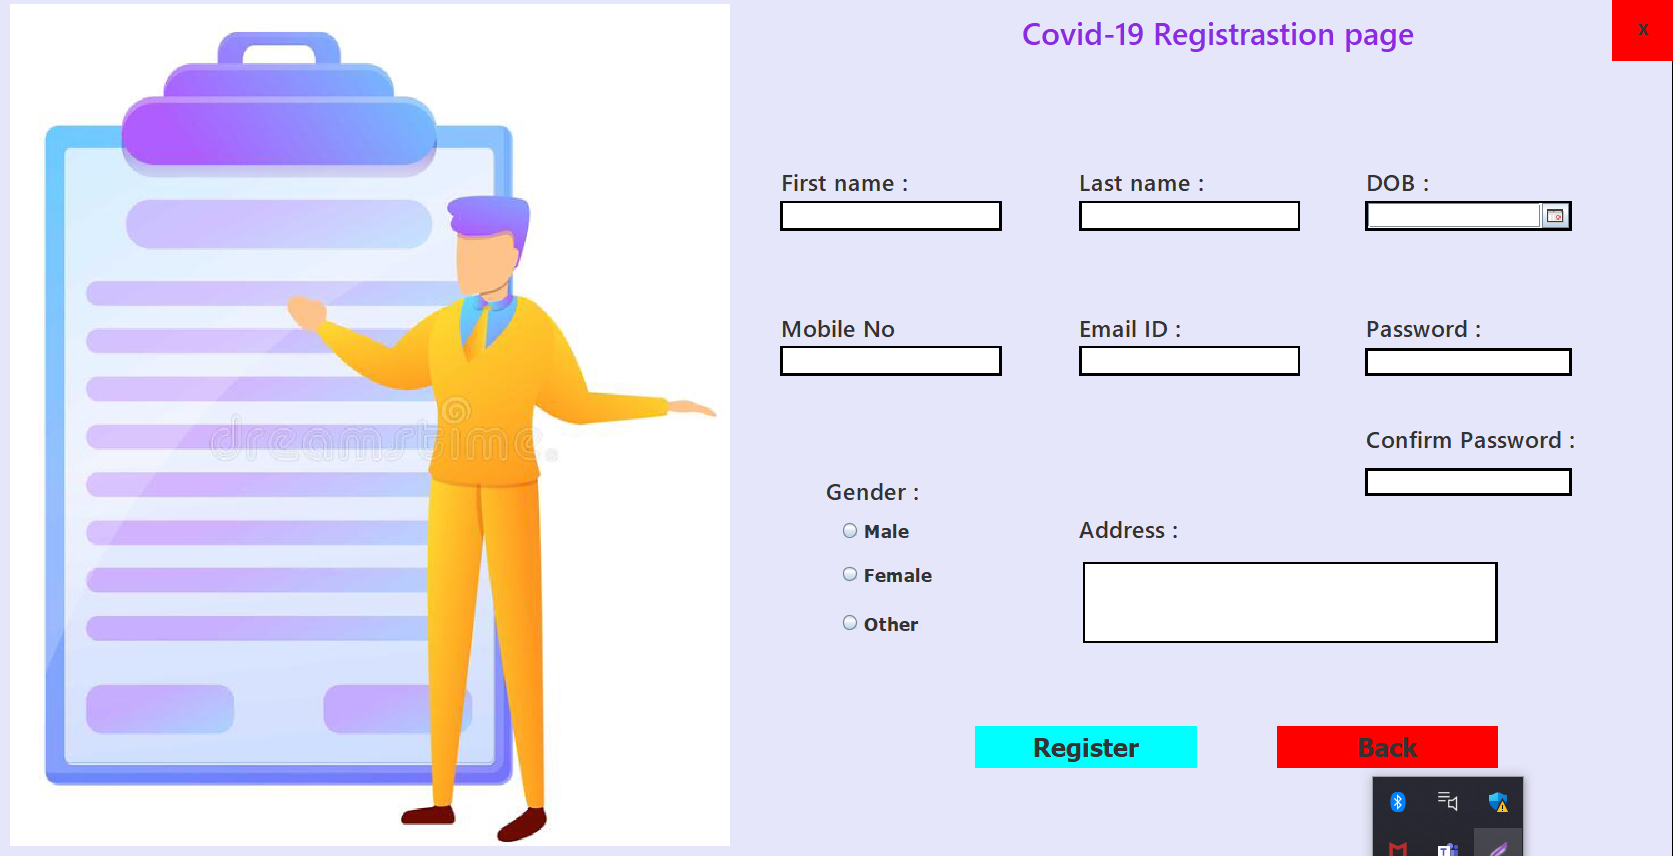 Covid-19 Registrastion page
x
First name :
Last name :
DOB :
Mobile No
Email ID :
Password :
Confirm Password :
Gender :
Male
Female
Other
Address :
dreamstime.
Register
Back